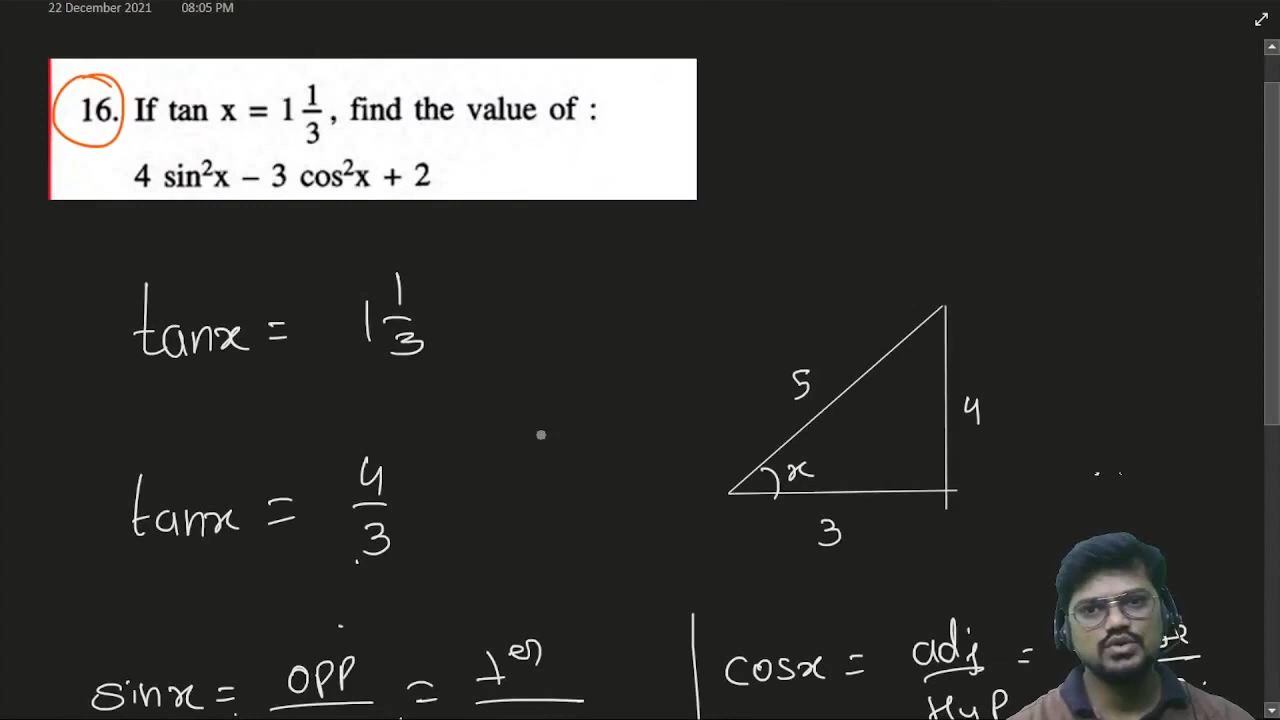 22 December 2021 08:05 PM
16. If tan x = 1 1/3, find the value of :
4 sin²x − 3 cos²x + 2
tanx = 1 1/3
5
4
x
3
tanx = 4/3
sinx = opp =
cosx = adj/Hyp =